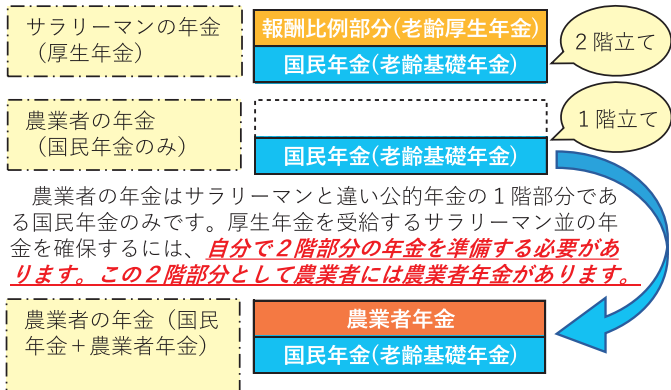 サラリーマンの年金
（厚生年金）
報酬比例部分(老齢厚生年金)
国民年金(老齢基礎年金)
２階立て
農業者の年金
（国民年金のみ）
国民年金(老齢基礎年金)
１階立て
農業者の年金はサラリーマンと違い公的年金の１階部分であ
る国民年金のみです。厚生年金を受給するサラリーマン並の年
金を確保するには、自分で２階部分の年金を準備する必要があ
ります。この２階部分として農業者には農業者年金があります。
農業者の年金（国民
年金＋農業者年金）
農業者年金
国民年金(老齢基礎年金)